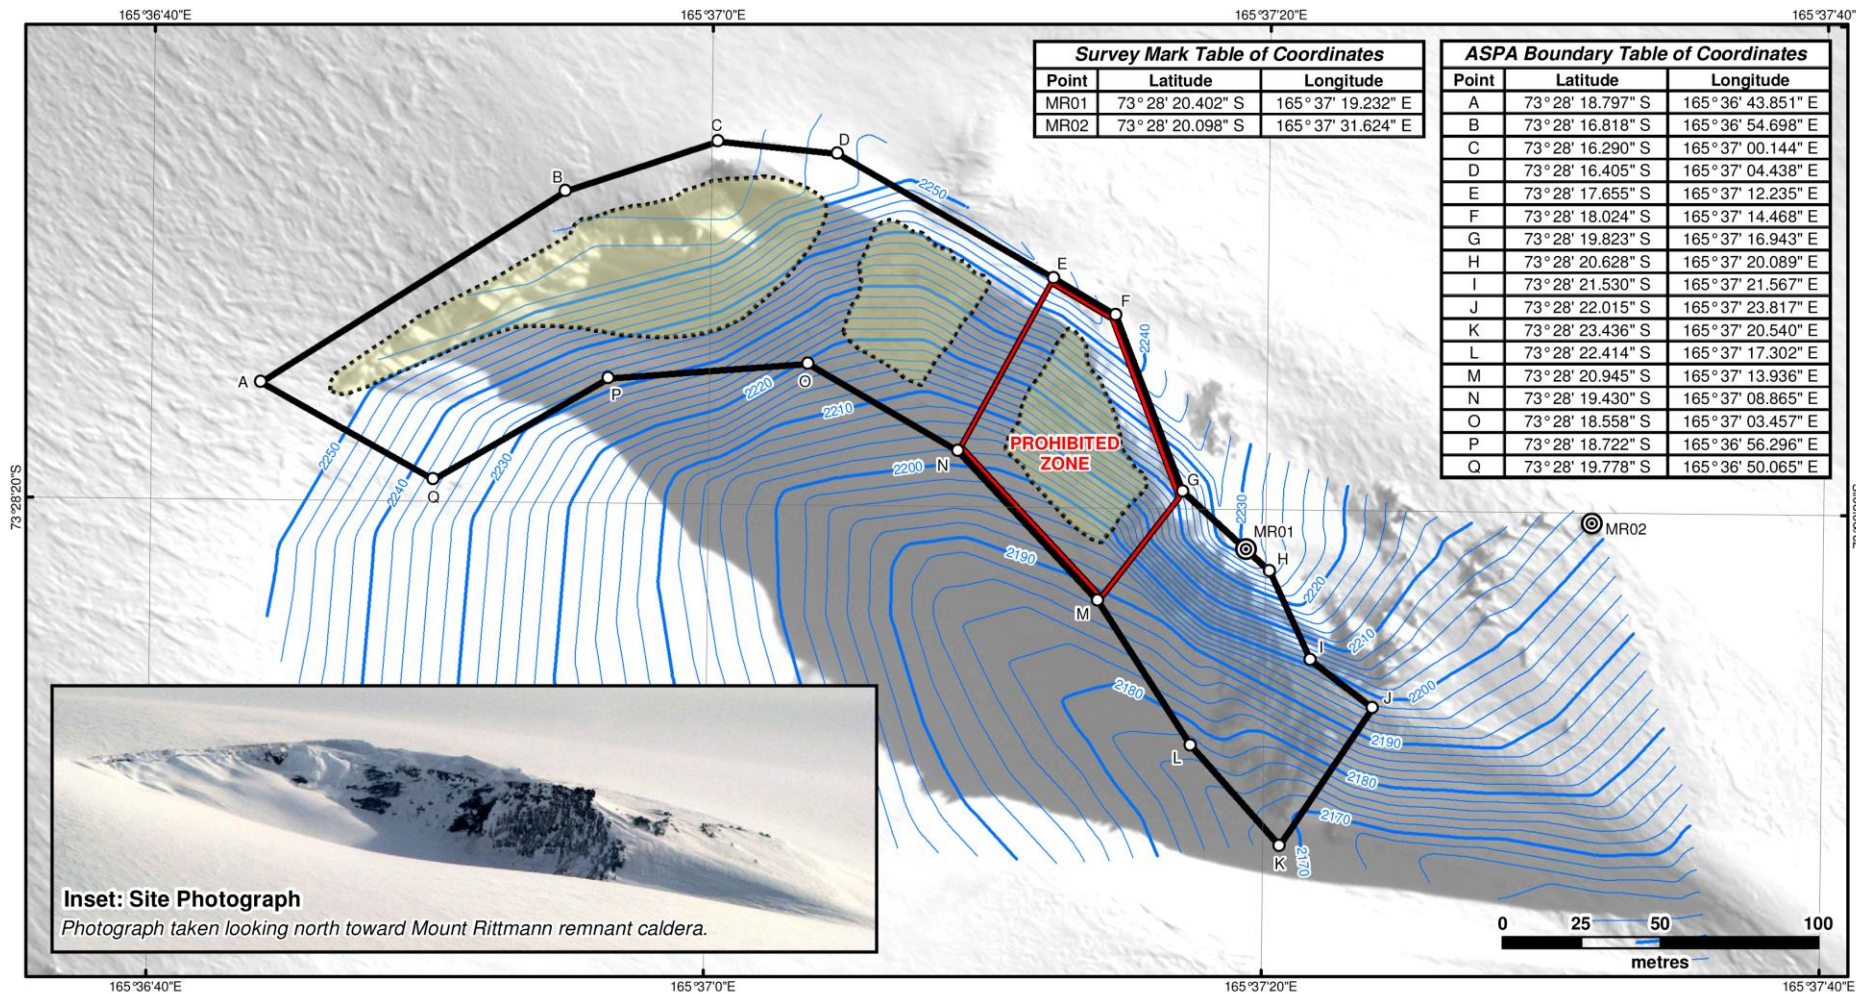 165°36'40"E 165°37'0"E 165°37'20"E 165°37'40"E
Survey Mark Table of Coordinates
Point Latitude Longitude
MR01 73°28' 20.402" S 165°37' 19.232" E
MR02 73°28' 20.098" S 165°37' 31.624" E
ASPA Boundary Table of Coordinates
Point Latitude Longitude
A 73°28' 18.797" S 165°36' 43.851" E
B 73°28' 16.818" S 165°36' 54.698" E
C 73°28' 16.290" S 165°37' 00.144" E
D 73°28' 16.405" S 165°37' 04.438" E
E 73°28' 17.655" S 165°37' 12.235" E
F 73°28' 18.024" S 165°37' 14.468" E
G 73°28' 19.823" S 165°37' 16.943" E
H 73°28' 20.628" S 165°37' 20.089" E
I 73°28' 21.530" S 165°37' 21.567" E
J 73°28' 22.015" S 165°37' 23.817" E
K 73°28' 23.436" S 165°37' 20.540" E
L 73°28' 22.414" S 165°37' 17.302" E
M 73°28' 20.945" S 165°37' 13.936" E
N 73°28' 19.430" S 165°37' 08.865" E
O 73°28' 18.558" S 165°37' 03.457" E
P 73°28' 18.722" S 165°36' 56.296" E
Q 73°28' 19.778" S 165°36' 50.065" E
C
D
B
2250
E
F
2240
A
P
O
2220
2210
PROHIBITED
ZONE
2250
2230
N
2200
2240
Q
G
73°28'20"S
2230
MR01
MR02
H
2190
2220
M
2210
I
2180
2200
J
2190
L
2180
2170
K
2170
Inset: Site Photograph
Photograph taken looking north toward Mount Rittmann remnant caldera.
0 25 50 100
metres
165°36'40"E 165°37'0"E 165°37'20"E 165°37'40"E